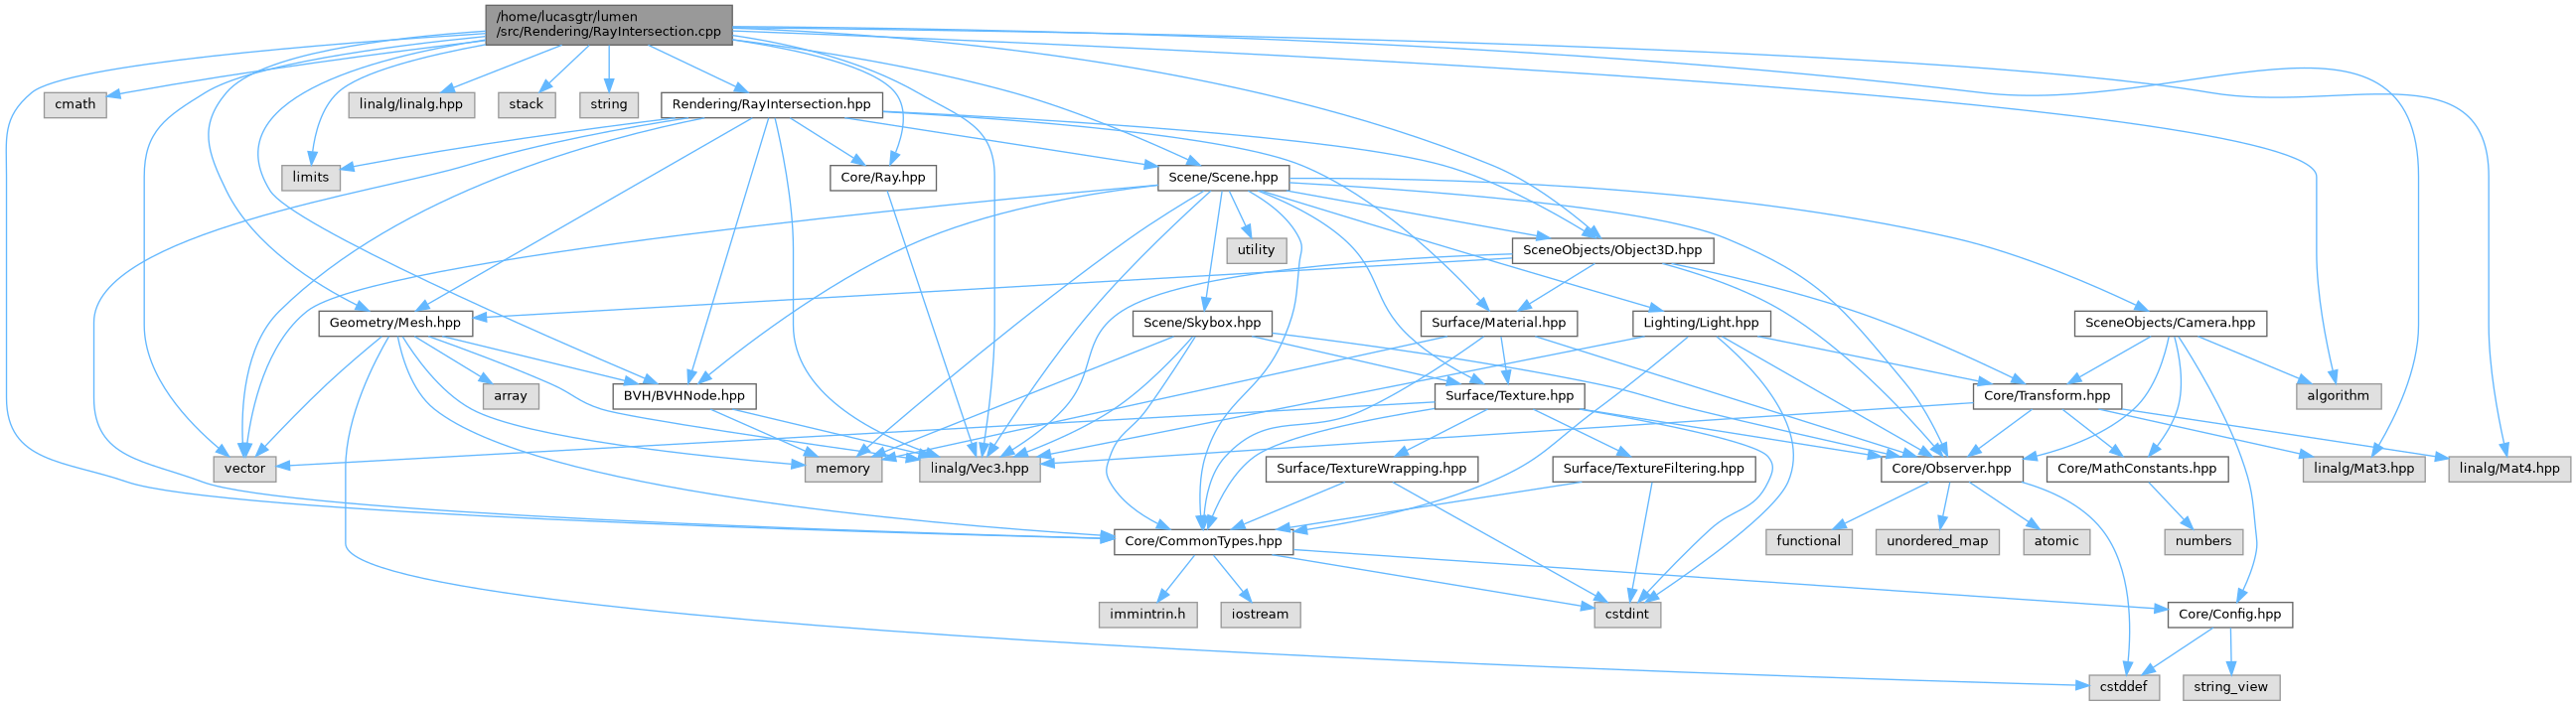 /home/lucasgtr/lumen
/src/Rendering/RayIntersection.cpp
cmath
linalg/linalg.hpp
stack
string
Rendering/RayIntersection.hpp
limits
Core/Ray.hpp
Scene/Scene.hpp
utility
SceneObjects/Object3D.hpp
Geometry/Mesh.hpp
Scene/Skybox.hpp
Surface/Material.hpp
Lighting/Light.hpp
SceneObjects/Camera.hpp
array
BVH/BVHNode.hpp
Surface/Texture.hpp
Core/Transform.hpp
algorithm
vector
memory
linalg/Vec3.hpp
Surface/TextureWrapping.hpp
Surface/TextureFiltering.hpp
Core/Observer.hpp
Core/MathConstants.hpp
linalg/Mat3.hpp
linalg/Mat4.hpp
Core/CommonTypes.hpp
functional
unordered_map
atomic
numbers
immintrin.h
iostream
cstdint
Core/Config.hpp
cstddef
string_view